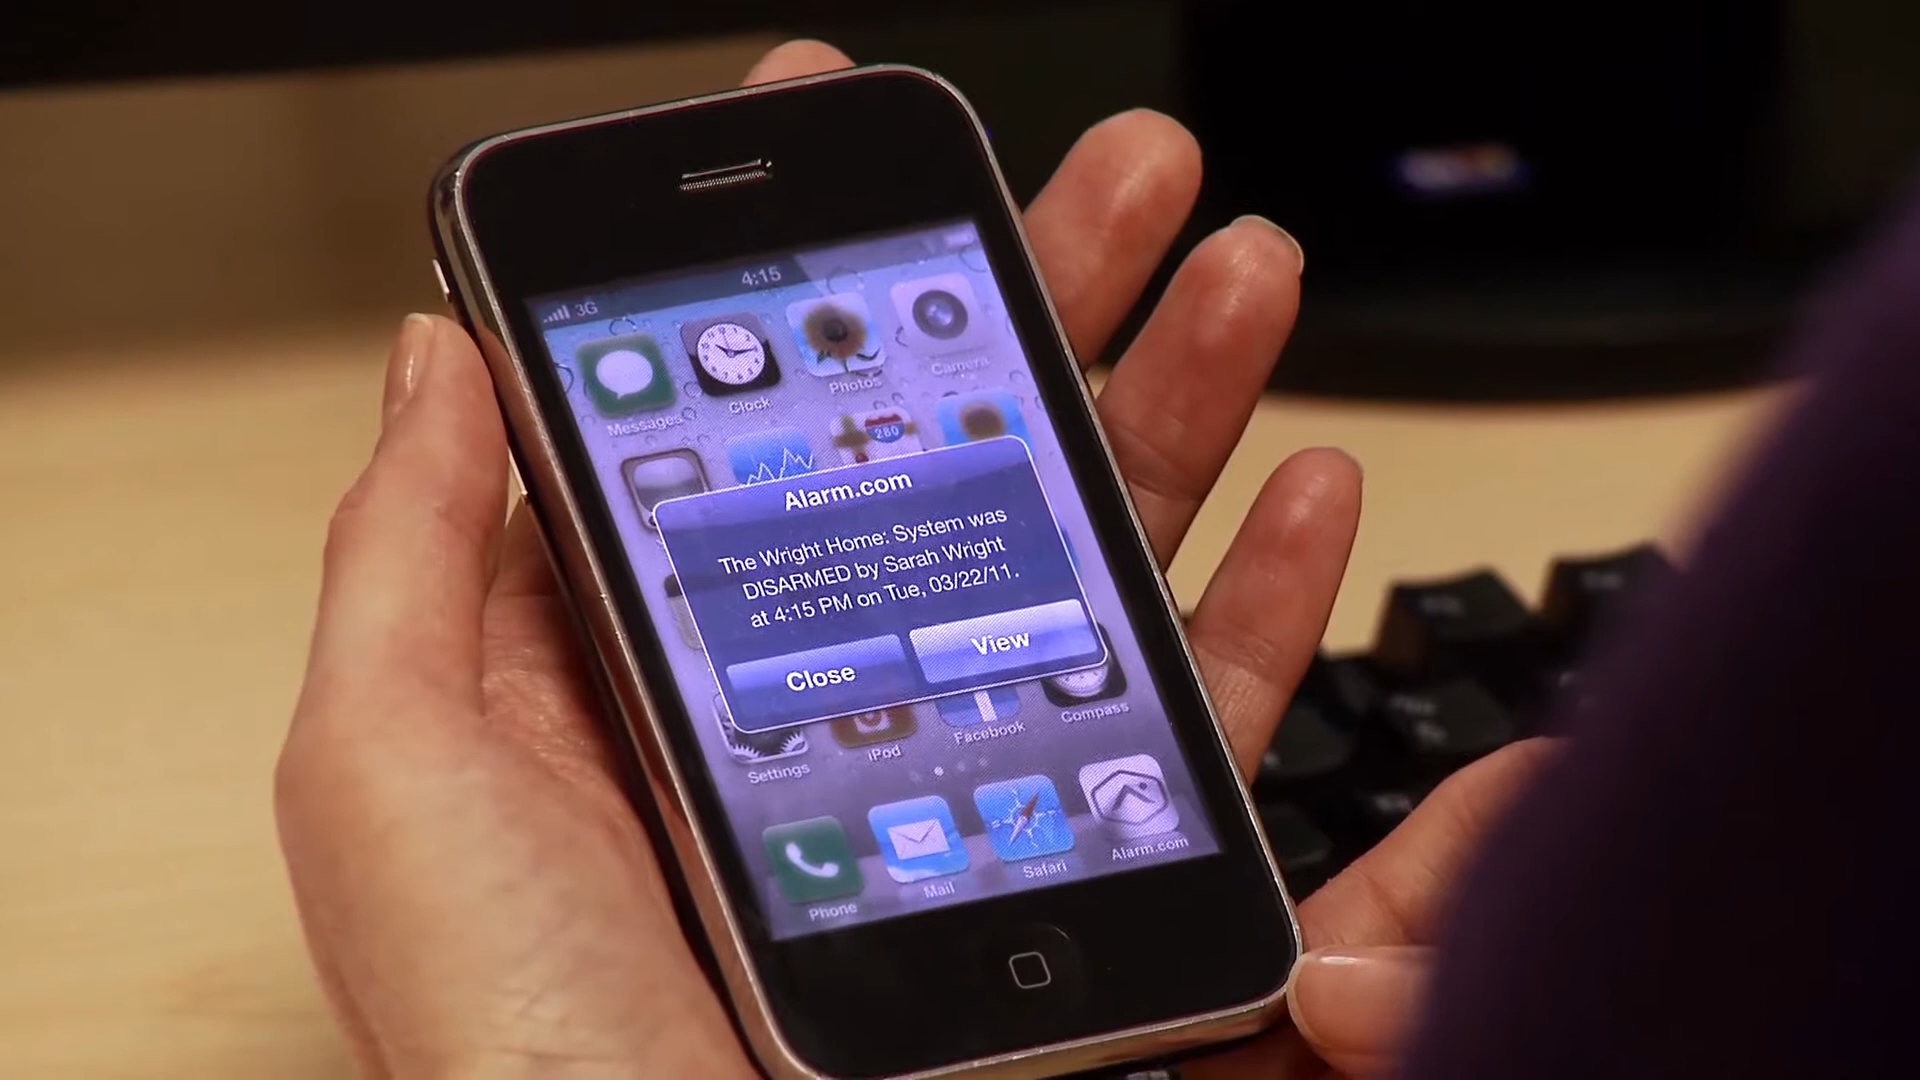 3G
4:15
Messages
Clock
Photos
Camera
280
Alarm.com
The Wright Home: System was
DISARMED by Sarah Wright
at 4:15 PM on Tue, 03/22/11.
Close
View
Settings
iPod
Facebook
Compass
Phone
Mail
Safari
Alarm.com